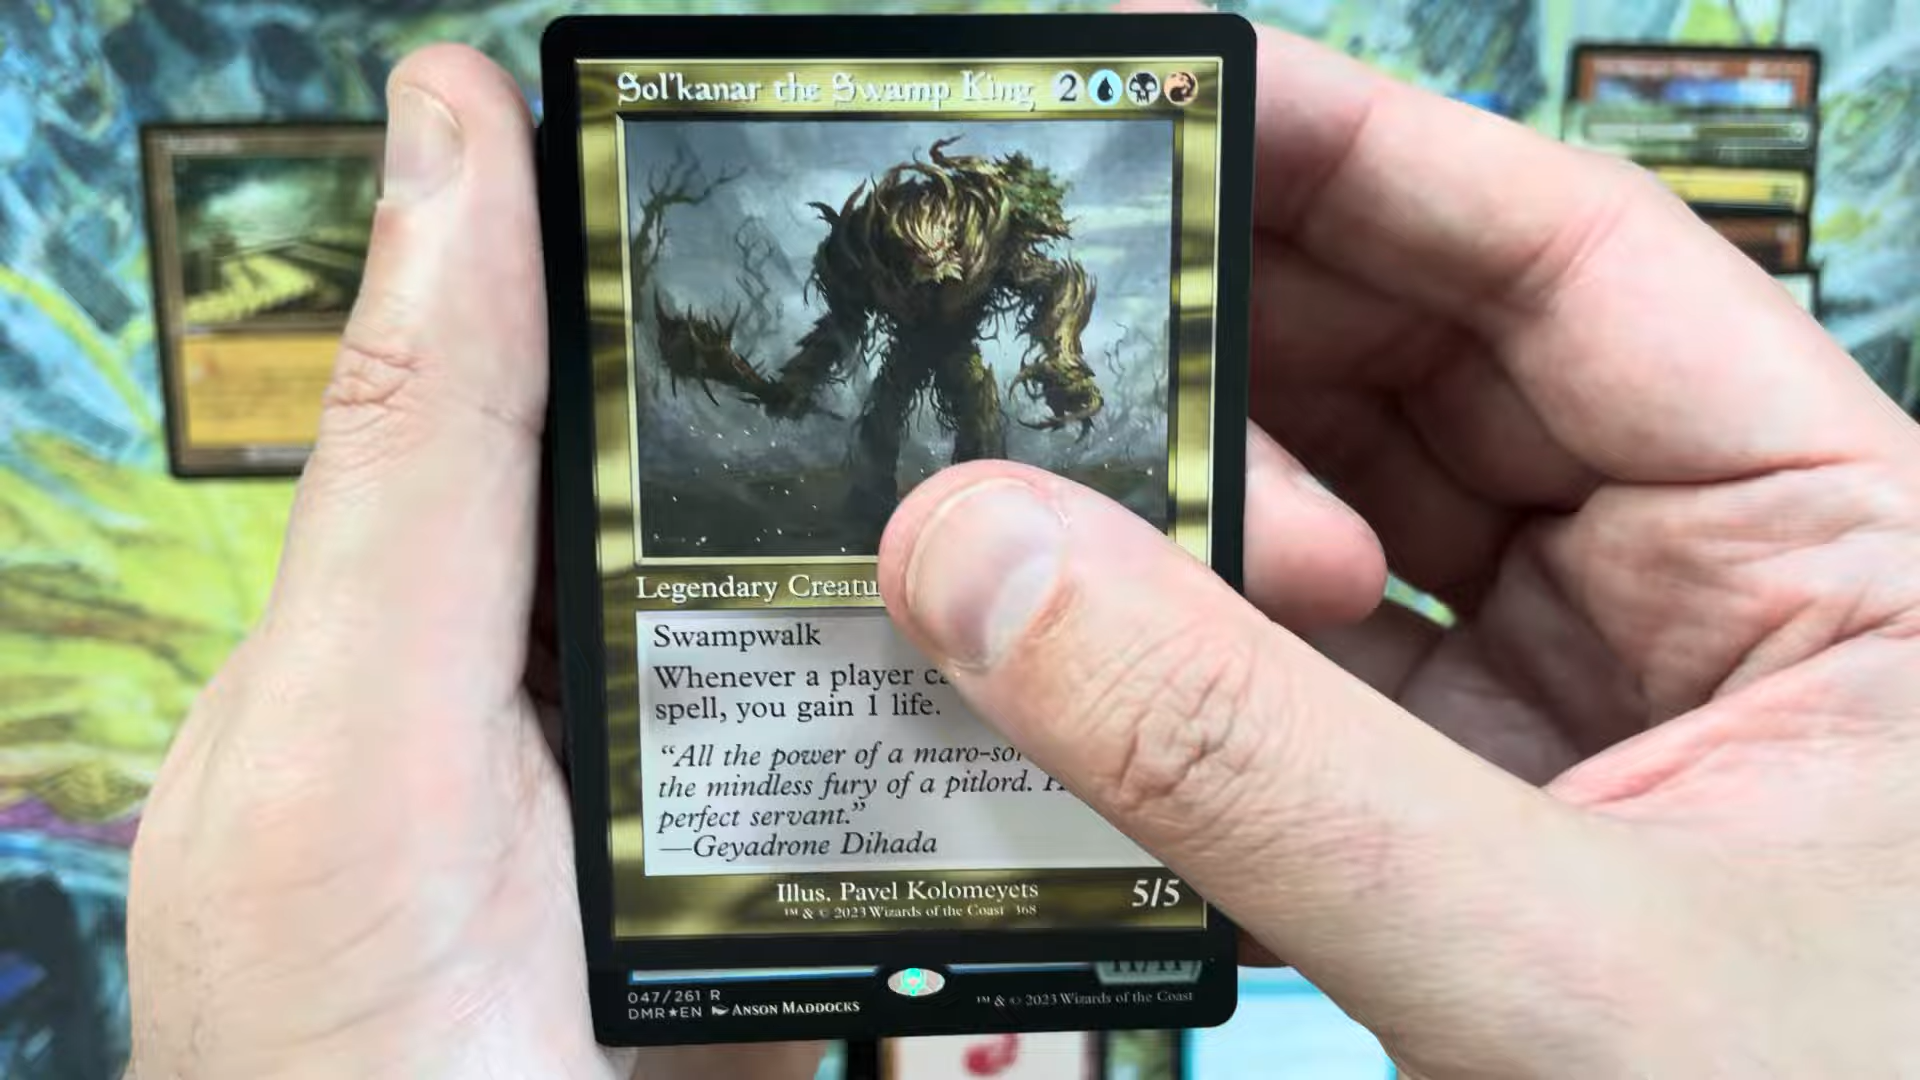 Sol'kanar the Swamp King 2
Legendary Creatu
Swampwalk
Whenever a player ca
spell, you gain 1 life.
"All the power of a maro-sor
the mindless fury of a pitlord. H
perfect servant."
—Geyadrone Dihada
Illus. Pavel Kolomeyets
5/5
™ & © 2023 Wizards of the Coast 368
11/11
047/261 R
DMR★EN ANSON MADDOCKS
™ & © 2023 Wizards of the Coast